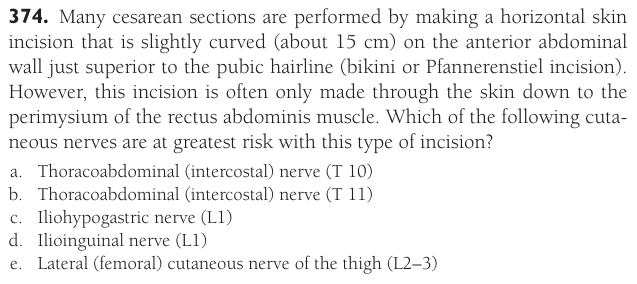 374. Many cesarean sections are performed by making a horizontal skin
incision that is slightly curved (about 15 cm) on the anterior abdominal
wall just superior to the pubic hairline (bikini or Pfannerenstiel incision).
However, this incision is often only made through the skin down to the
perimysium of the rectus abdominis muscle. Which of the following cuta-
neous nerves are at greatest risk with this type of incision?
a. Thoracoabdominal (intercostal) nerve (T 10)
b. Thoracoabdominal (intercostal) nerve (T 11)
c. Iliohypogastric nerve (L1)
d. Ilioinguinal nerve (L1)
e. Lateral (femoral) cutaneous nerve of the thigh (L2–3)